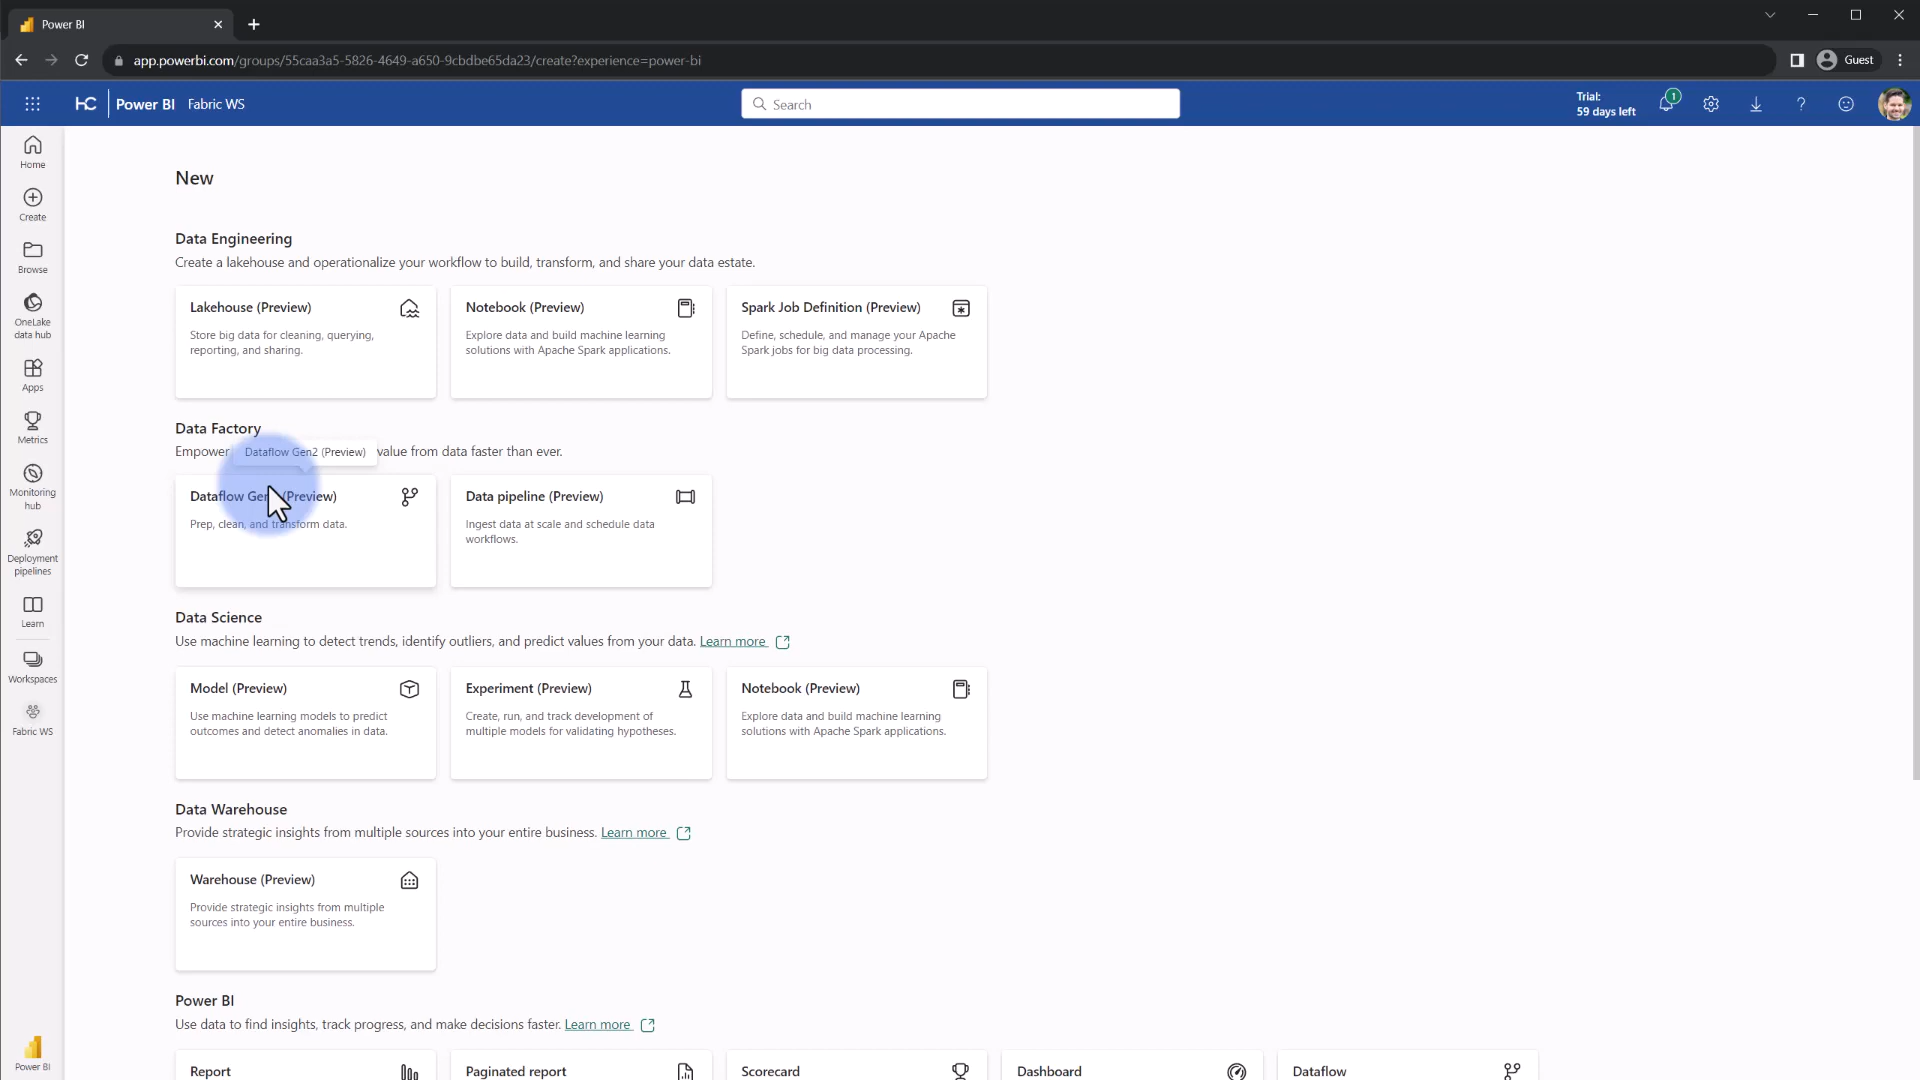 Power BI
app.powerbi.com/groups/55caa3a5-5826-4649-a650-9cbdbe65da23/create?experience=power-bi
Guest
HC
Power BI
Fabric WS
Search
Trial:
59 days left
1
Home
Create
Browse
OneLake
data hub
Apps
Metrics
Monitoring
hub
Deployment
pipelines
Learn
Workspaces
Fabric WS
Power BI
New
Data Engineering
Create a lakehouse and operationalize your workflow to build, transform, and share your data estate.
Lakehouse (Preview)
Store big data for cleaning, querying,
reporting, and sharing.
Notebook (Preview)
Explore data and build machine learning
solutions with Apache Spark applications.
Spark Job Definition (Preview)
Define, schedule, and manage your Apache
Spark jobs for big data processing.
Data Factory
Empower
Dataflow Gen2 (Preview)
value from data faster than ever.
Dataflow Gen (Preview)
Prep, clean, and transform data.
Data pipeline (Preview)
Ingest data at scale and schedule data
workflows.
Data Science
Use machine learning to detect trends, identify outliers, and predict values from your data. Learn more
Model (Preview)
Use machine learning models to predict
outcomes and detect anomalies in data.
Experiment (Preview)
Create, run, and track development of
multiple models for validating hypotheses.
Notebook (Preview)
Explore data and build machine learning
solutions with Apache Spark applications.
Data Warehouse
Provide strategic insights from multiple sources into your entire business. Learn more
Warehouse (Preview)
Provide strategic insights from multiple
sources into your entire business.
Power BI
Use data to find insights, track progress, and make decisions faster. Learn more
Report
Paginated report
Scorecard
Dashboard
Dataflow